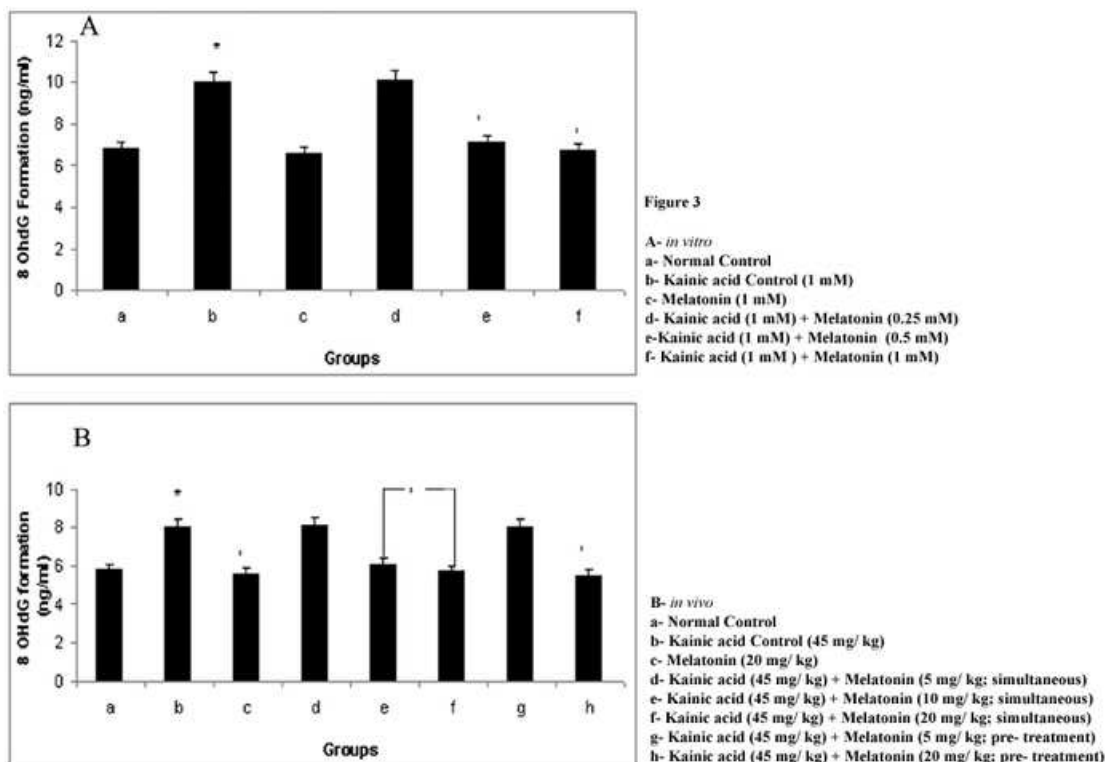 A
8 OhdG Formation (ng/ml)
12
10
8
6
4
2
0
*
'
'
a b c d e f
Groups
Figure 3
A- in vitro
a- Normal Control
b- Kainic acid Control (1 mM)
c- Melatonin (1 mM)
d- Kainic acid (1 mM) + Melatonin (0.25 mM)
e-Kainic acid (1 mM) + Melatonin (0.5 mM)
f- Kainic acid (1 mM ) + Melatonin (1 mM)
B
8 OHdG formation
(ng/ml)
10
8
6
4
2
0
*
'
'
'
a b c d e f g h
Groups
B- in vivo
a- Normal Control
b- Kainic acid Control (45 mg/ kg)
c- Melatonin (20 mg/ kg)
d- Kainic acid (45 mg/ kg) + Melatonin (5 mg/ kg; simultaneous)
e- Kainic acid (45 mg/ kg) + Melatonin (10 mg/ kg; simultaneous)
f- Kainic acid (45 mg/ kg) + Melatonin (20 mg/ kg; simultaneous)
g- Kainic acid (45 mg/ kg) + Melatonin (5 mg/ kg; pre- treatment)
h- Kainic acid (45 mg/ kg) + Melatonin (20 mg/ kg; pre- treatment)